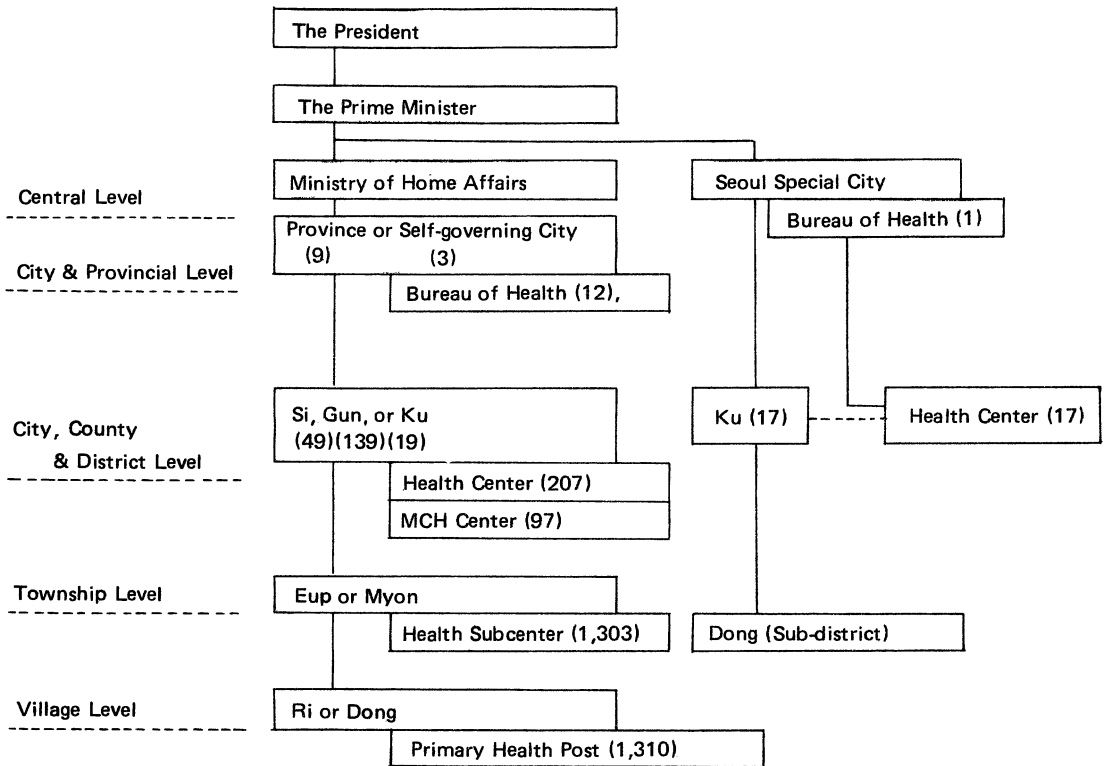 The President
The Prime Minister
Central Level
Ministry of Home Affairs
Seoul Special City
Bureau of Health (1)
City & Provincial Level
Province or Self-governing City
(9) (3)
Bureau of Health (12),
City, County
& District Level
Si, Gun, or Ku
(49)(139)(19)
Health Center (207)
MCH Center (97)
Ku (17)
Health Center (17)
Township Level
Eup or Myon
Health Subcenter (1,303)
Dong (Sub-district)
Village Level
Ri or Dong
Primary Health Post (1,310)